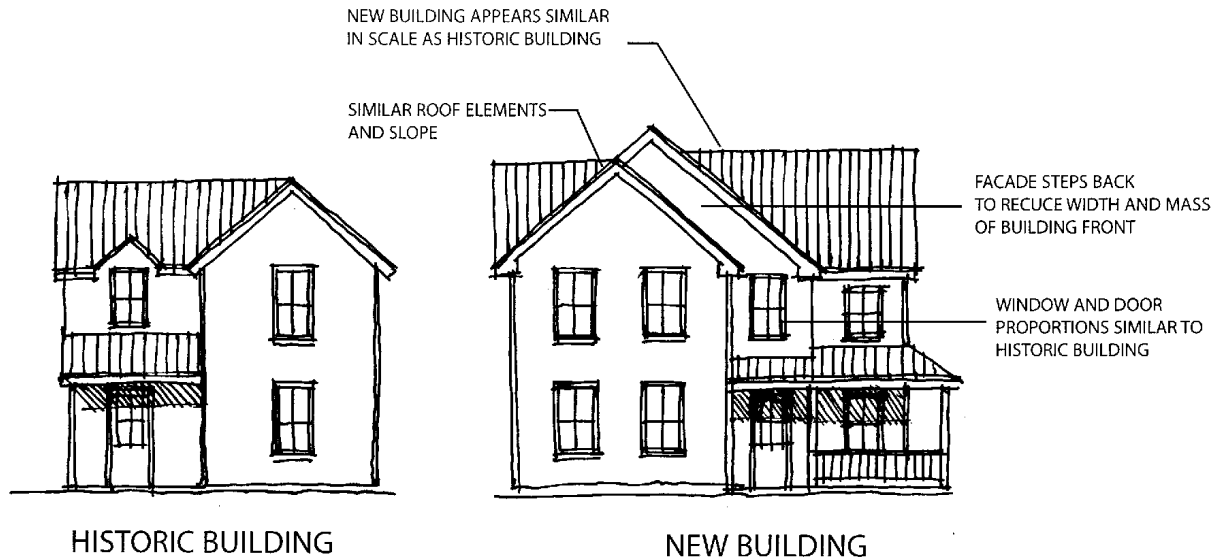 NEW BUILDING APPEARS SIMILAR
IN SCALE AS HISTORIC BUILDING
SIMILAR ROOF ELEMENTS
AND SLOPE
FACADE STEPS BACK
TO RECUCE WIDTH AND MASS
OF BUILDING FRONT
WINDOW AND DOOR
PROPORTIONS SIMILAR TO
HISTORIC BUILDING
HISTORIC BUILDING
NEW BUILDING